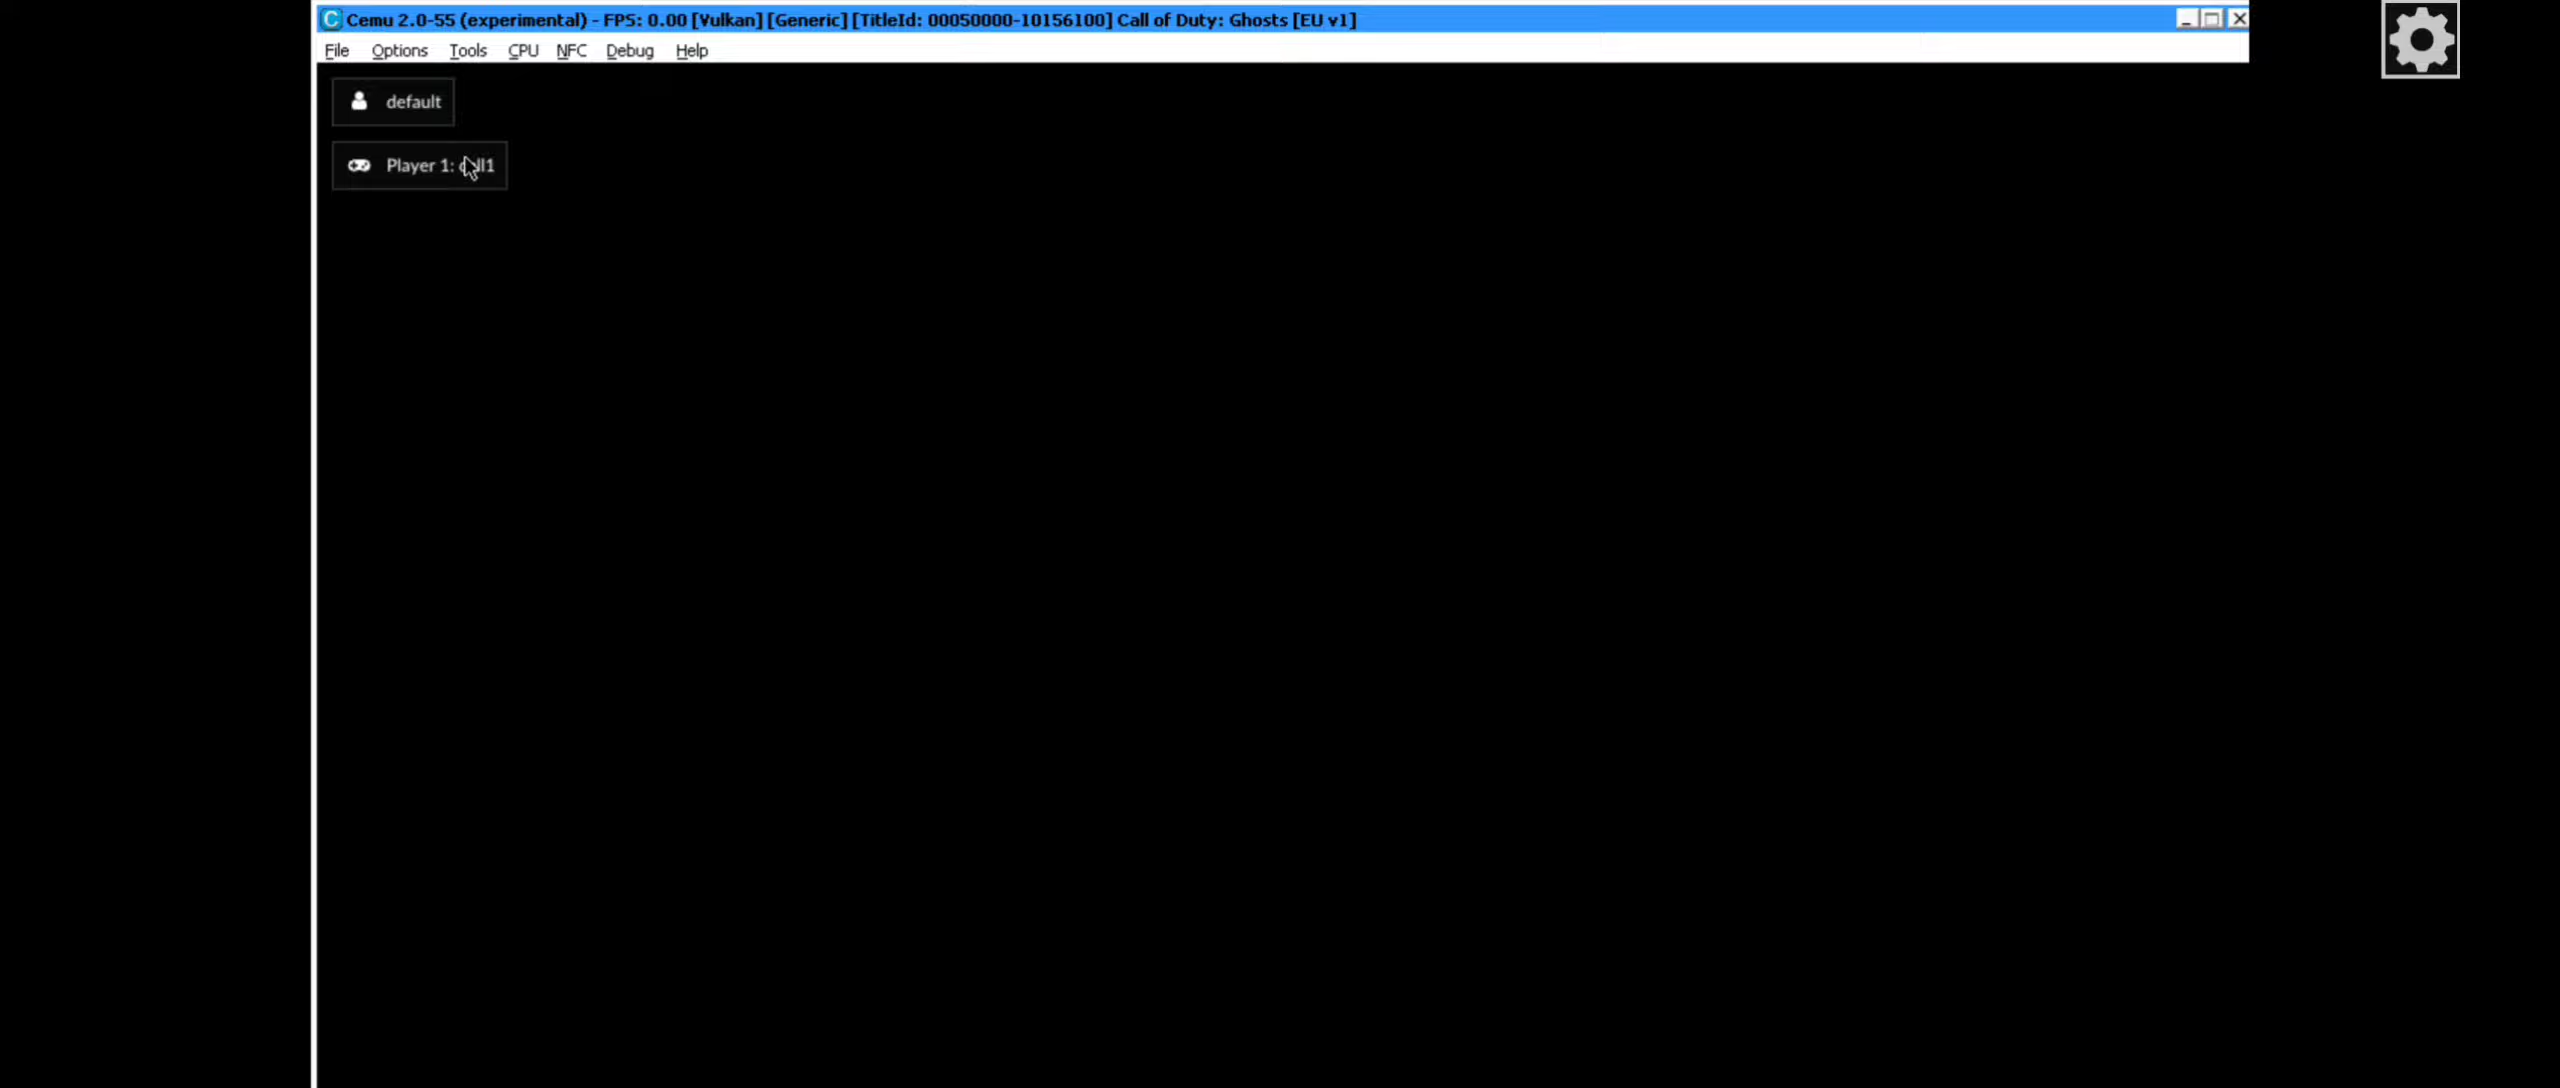 Cemu 2.0-55 (experimental) - FPS: 0.00 [Vulkan] [Generic] [TitleId: 00050000-10156100] Call of Duty: Ghosts [EU v1]
File Options Tools CPU NFC Debug Help
default
Player 1: